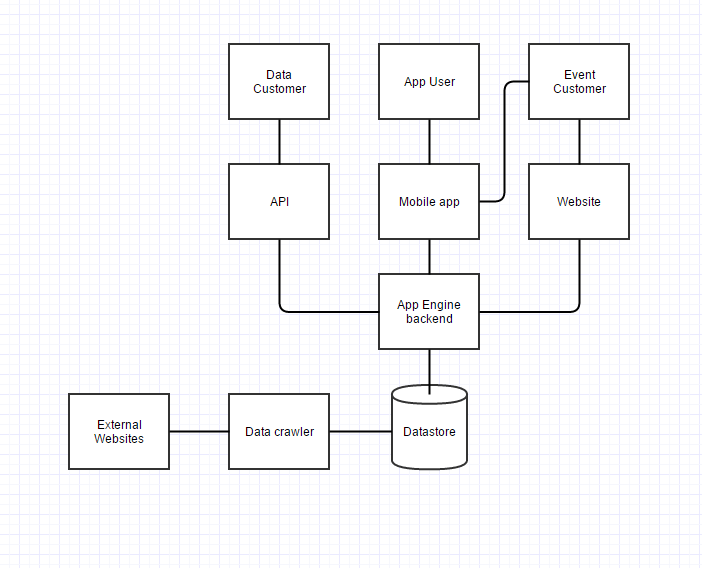 Data
Customer
App User
Event
Customer
API
Mobile app
Website
App Engine
backend
External
Websites
Data crawler
Datastore